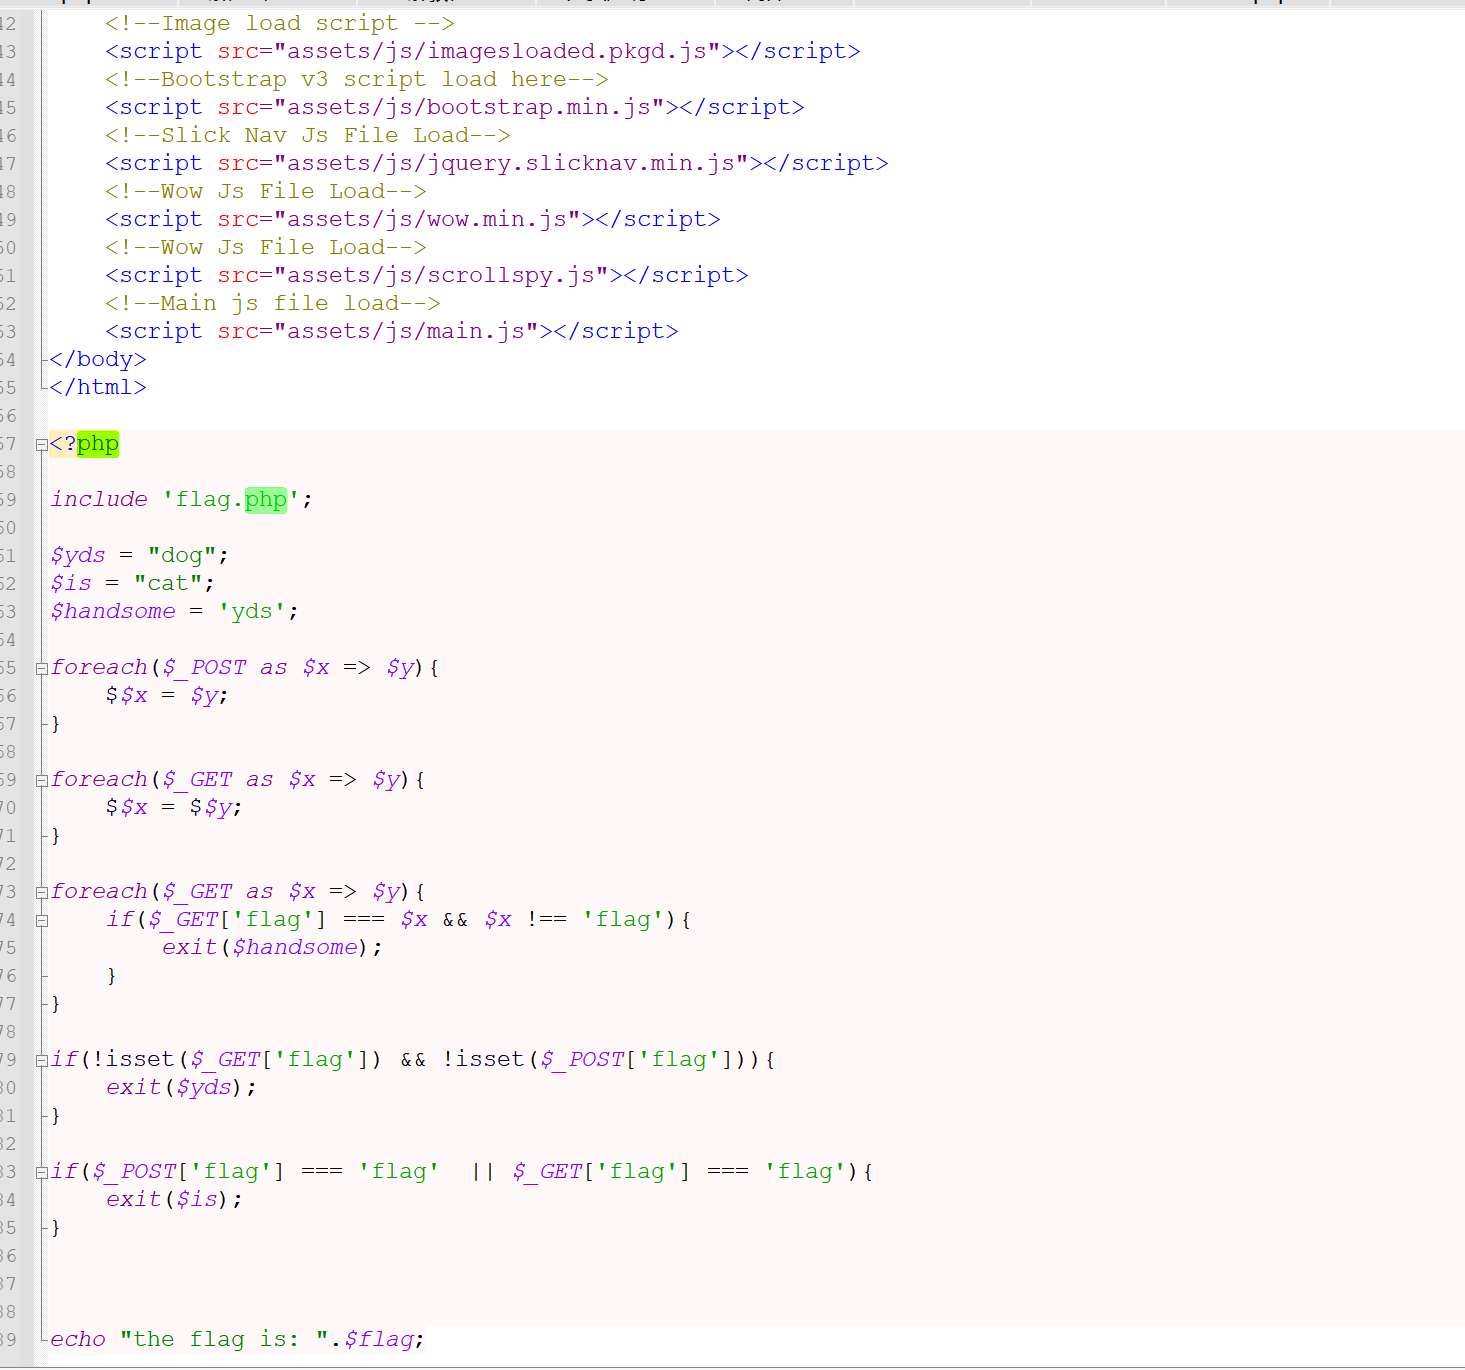 42 <!--Image load script -->
43 <script src="assets/js/imagesloaded.pkgd.js"></script>
44 <!--Bootstrap v3 script load here-->
45 <script src="assets/js/bootstrap.min.js"></script>
46 <!--Slick Nav Js File Load-->
47 <script src="assets/js/jquery.slicknav.min.js"></script>
48 <!--Wow Js File Load-->
49 <script src="assets/js/wow.min.js"></script>
50 <!--Wow Js File Load-->
51 <script src="assets/js/scrollspy.js"></script>
52 <!--Main js file load-->
53 <script src="assets/js/main.js"></script>
54 </body>
55 </html>
56
57 <?php
58
59 include 'flag.php';
60
61 $yds = "dog";
62 $is = "cat";
63 $handsome = 'yds';
64
65 foreach($_POST as $x => $y){
66 $$x = $y;
67 }
68
69 foreach($_GET as $x => $y){
70 $$x = $$y;
71 }
72
73 foreach($_GET as $x => $y){
74 if($_GET['flag'] === $x && $x !== 'flag'){
75 exit($handsome);
76 }
77 }
78
79 if(!isset($_GET['flag']) && !isset($_POST['flag'])){
80 exit($yds);
81 }
82
83 if($_POST['flag'] === 'flag' || $_GET['flag'] === 'flag'){
84 exit($is);
85 }
86
87
88
89 echo "the flag is: ".$flag;